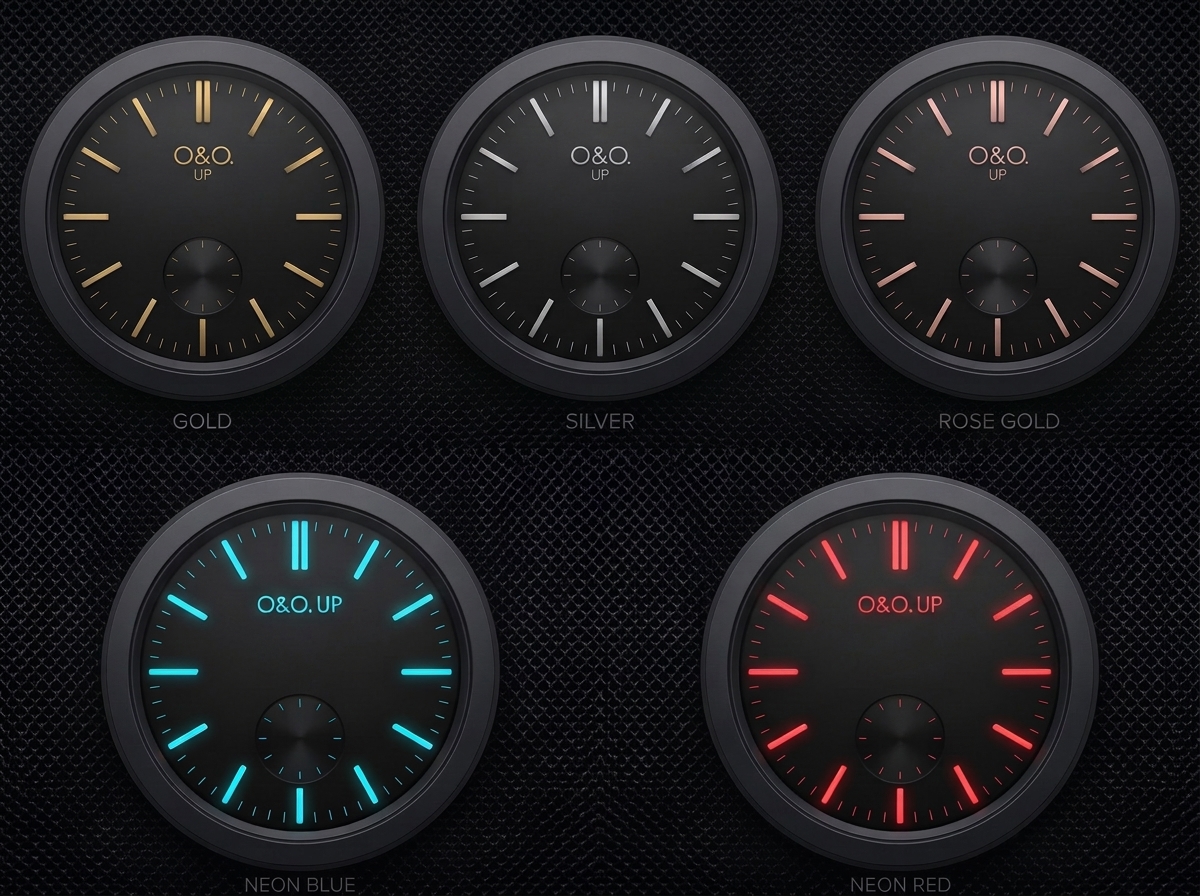 O&O.
UP
O&O.
UP
O&O.
UP
GOLD
SILVER
ROSE GOLD
O&O. UP
O&O. UP
NEON BLUE
NEON RED